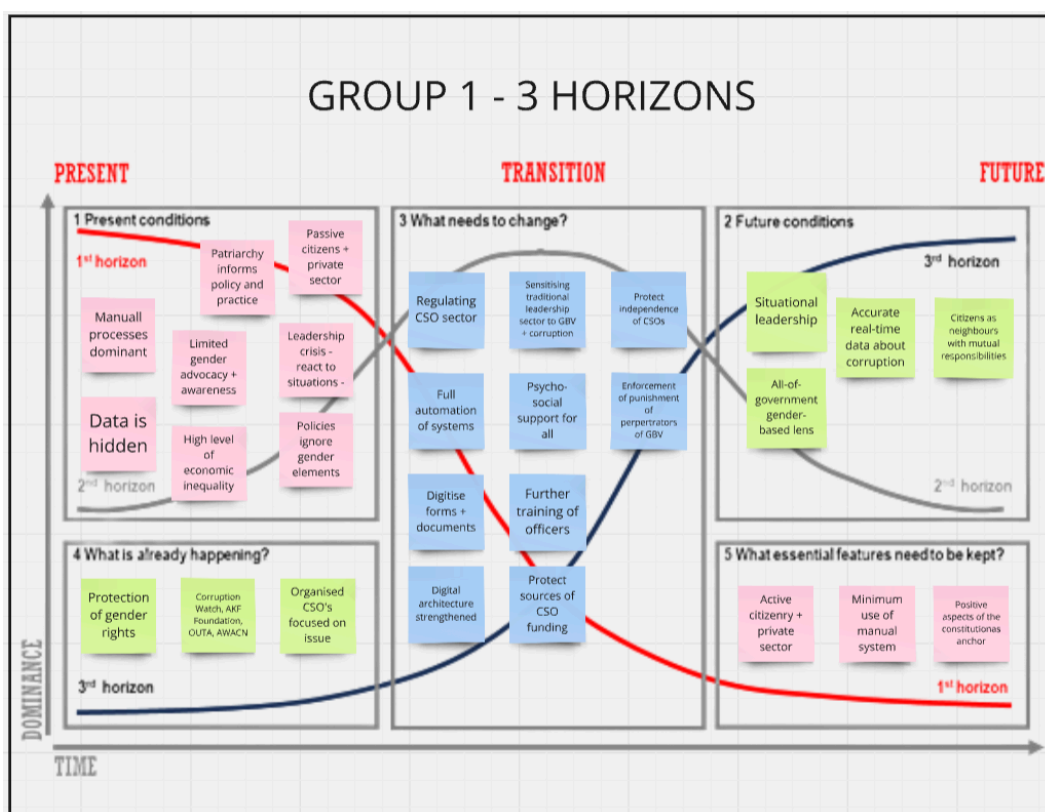 GROUP 1 - 3 HORIZONS
PRESENT
TRANSITION
FUTURE
1 Present conditions
1st horizon
Patriarchy
informs
policy and
practice
Passive
citizens +
private
sector
Manuall
processes
dominant
Limited
gender
advocacy +
awareness
Leadership
crisis -
react to
situations -
Data is
hidden
High level
of
economic
inequality
Policies
ignore
gender
elements
2nd horizon
3 What needs to change?
Regulating
CSO sector
Sensitising
traditional
leadership
sector to GBV
+ corruption
Protect
independence
of CSOs
Full
automation
of systems
Psycho-
social
support for
all
Enforcement
of punishment
of
perpertrators
of GBV
Digitise
forms +
documents
Further
training of
officers
Digital
architecture
strengthened
Protect
sources of
CSO
funding
2 Future conditions
3rd horizon
Situational
leadership
Accurate
real-time
data about
corruption
Citizens as
neighbours
with mutual
responsibilities
All-of-
government
gender-
based lens
2nd horizon
4 What is already happening?
Protection
of gender
rights
Corruption
Watch, AKF
Foundation,
OUTA, AWACN
Organised
CSO's
focused on
issue
3rd horizon
5 What essential features need to be kept?
Active
citizenry +
private
sector
Minimum
use of
manual
system
Positive
aspects of the
constitutionas
anchor
1st horizon
DOMINANCE
TIME